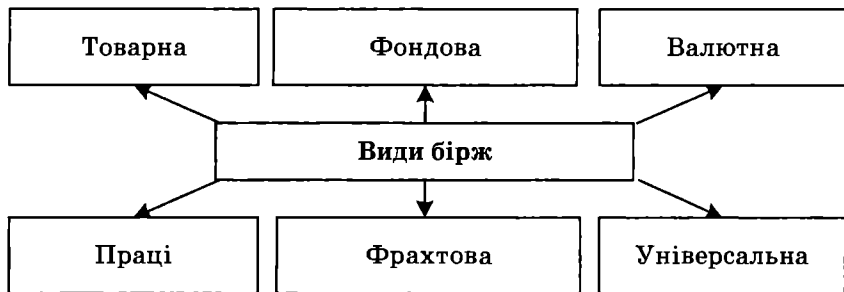 Товарна
Фондова
Валютна
Види бірж
Праці
Фрахтова
Універсальна